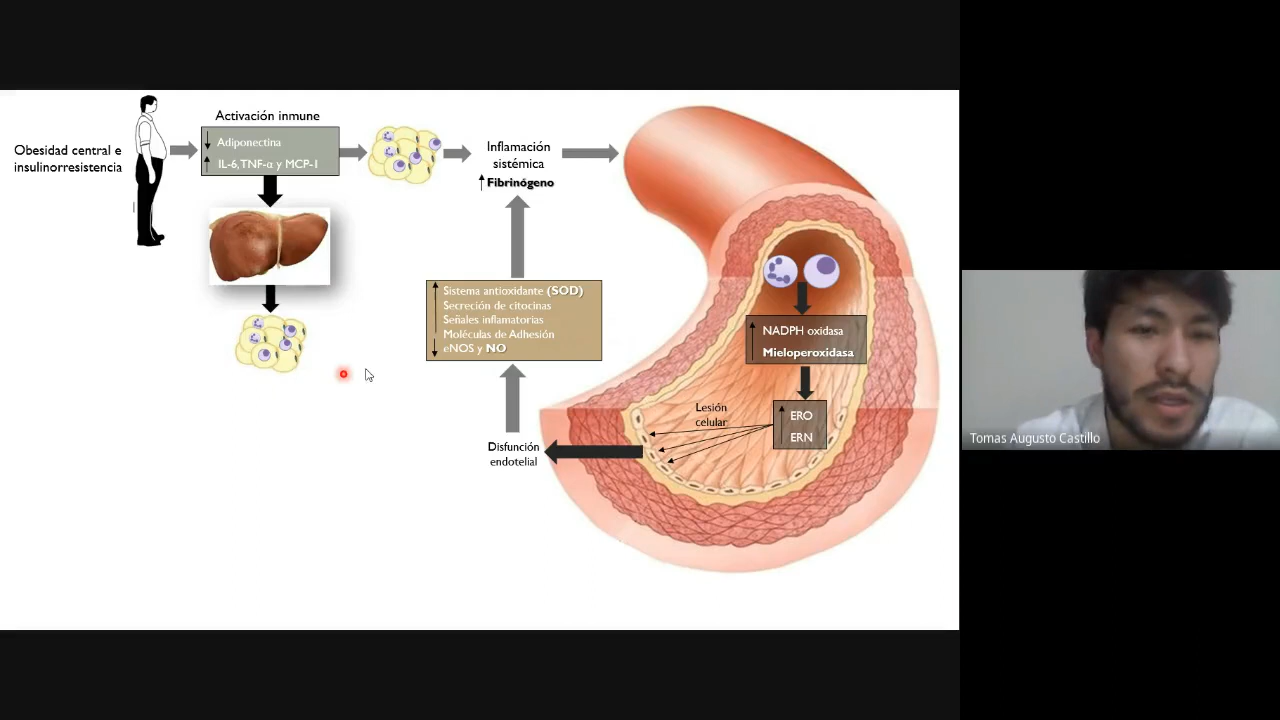 Obesidad central e
insulinorresistencia
Activación inmune
Adiponectina
IL-6, TNF-α y MCP-1
Inflamación
sistémica
Fibrinógeno
Sistema antioxidante (SOD)
Secreción de citocinas
Señales inflamatorias
Moléculas de Adhesión
eNOS y NO
Disfunción
endotelial
NADPH oxidasa
Mieloperoxidasa
Lesión
celular
ERO
ERN
Tomas Augusto Castillo